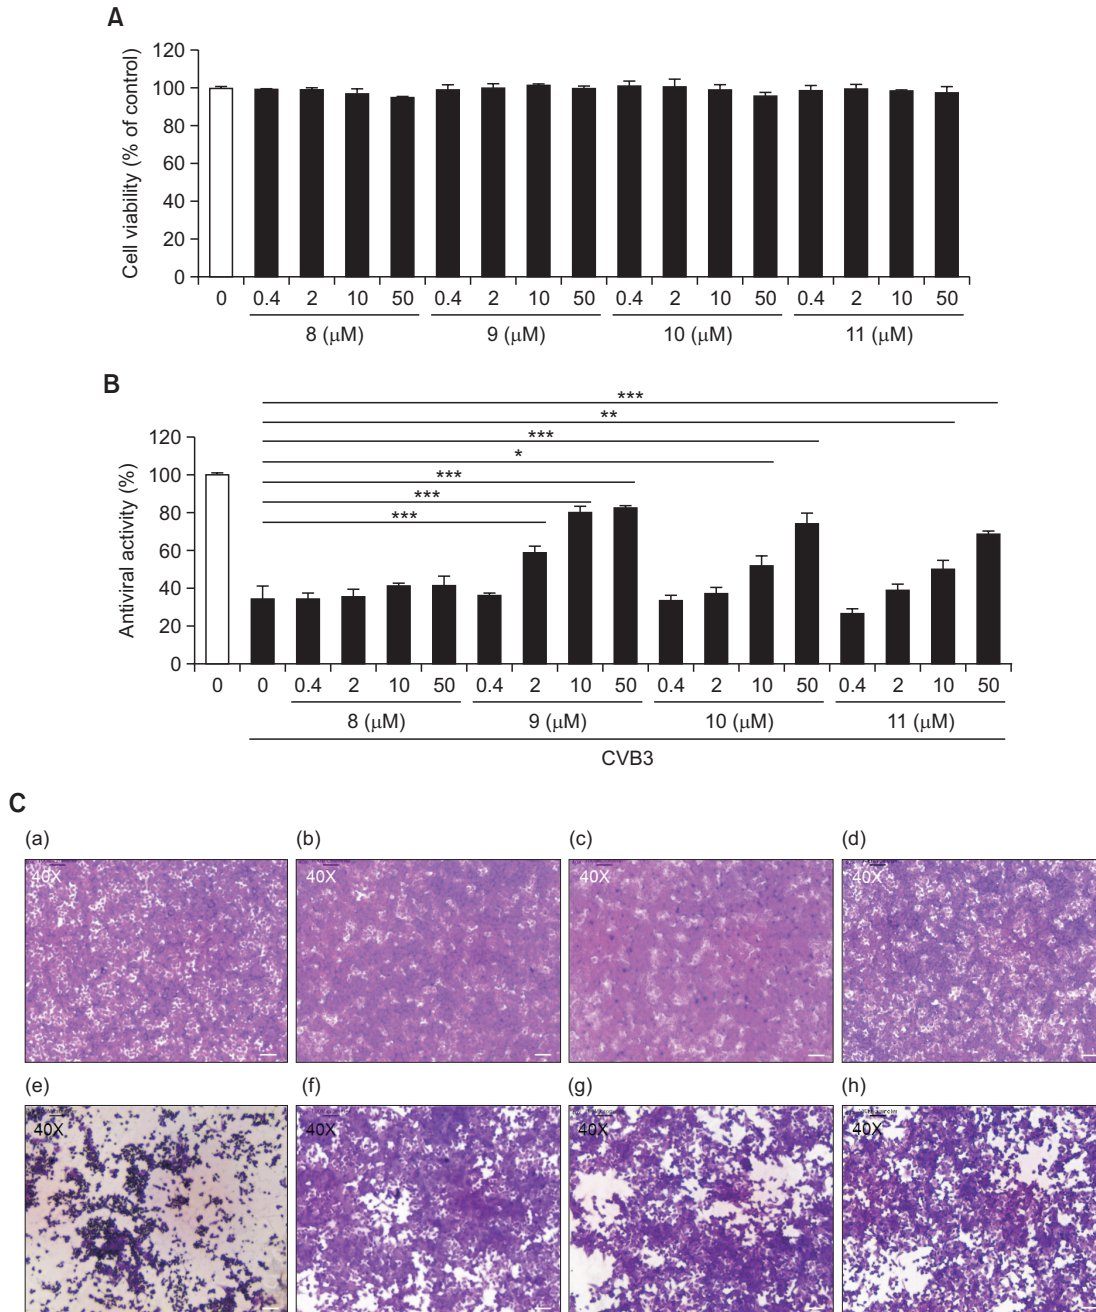 A
Cell viability (% of control)
120
100
80
60
40
20
0
0 0.4 2 10 50 0.4 2 10 50 0.4 2 10 50 0.4 2 10 50
8 (μM) 9 (μM) 10 (μM) 11 (μM)
B
Antiviral activity (%)
***
**
***
*
***
***
***
120
100
80
60
40
20
0
0 0 0.4 2 10 50 0.4 2 10 50 0.4 2 10 50 0.4 2 10 50
8 (μM) 9 (μM) 10 (μM) 11 (μM)
CVB3
C
(a) (b) (c) (d)
40X 40X 40X 40X
(e) (f) (g) (h)
40X 40X 40X 40X